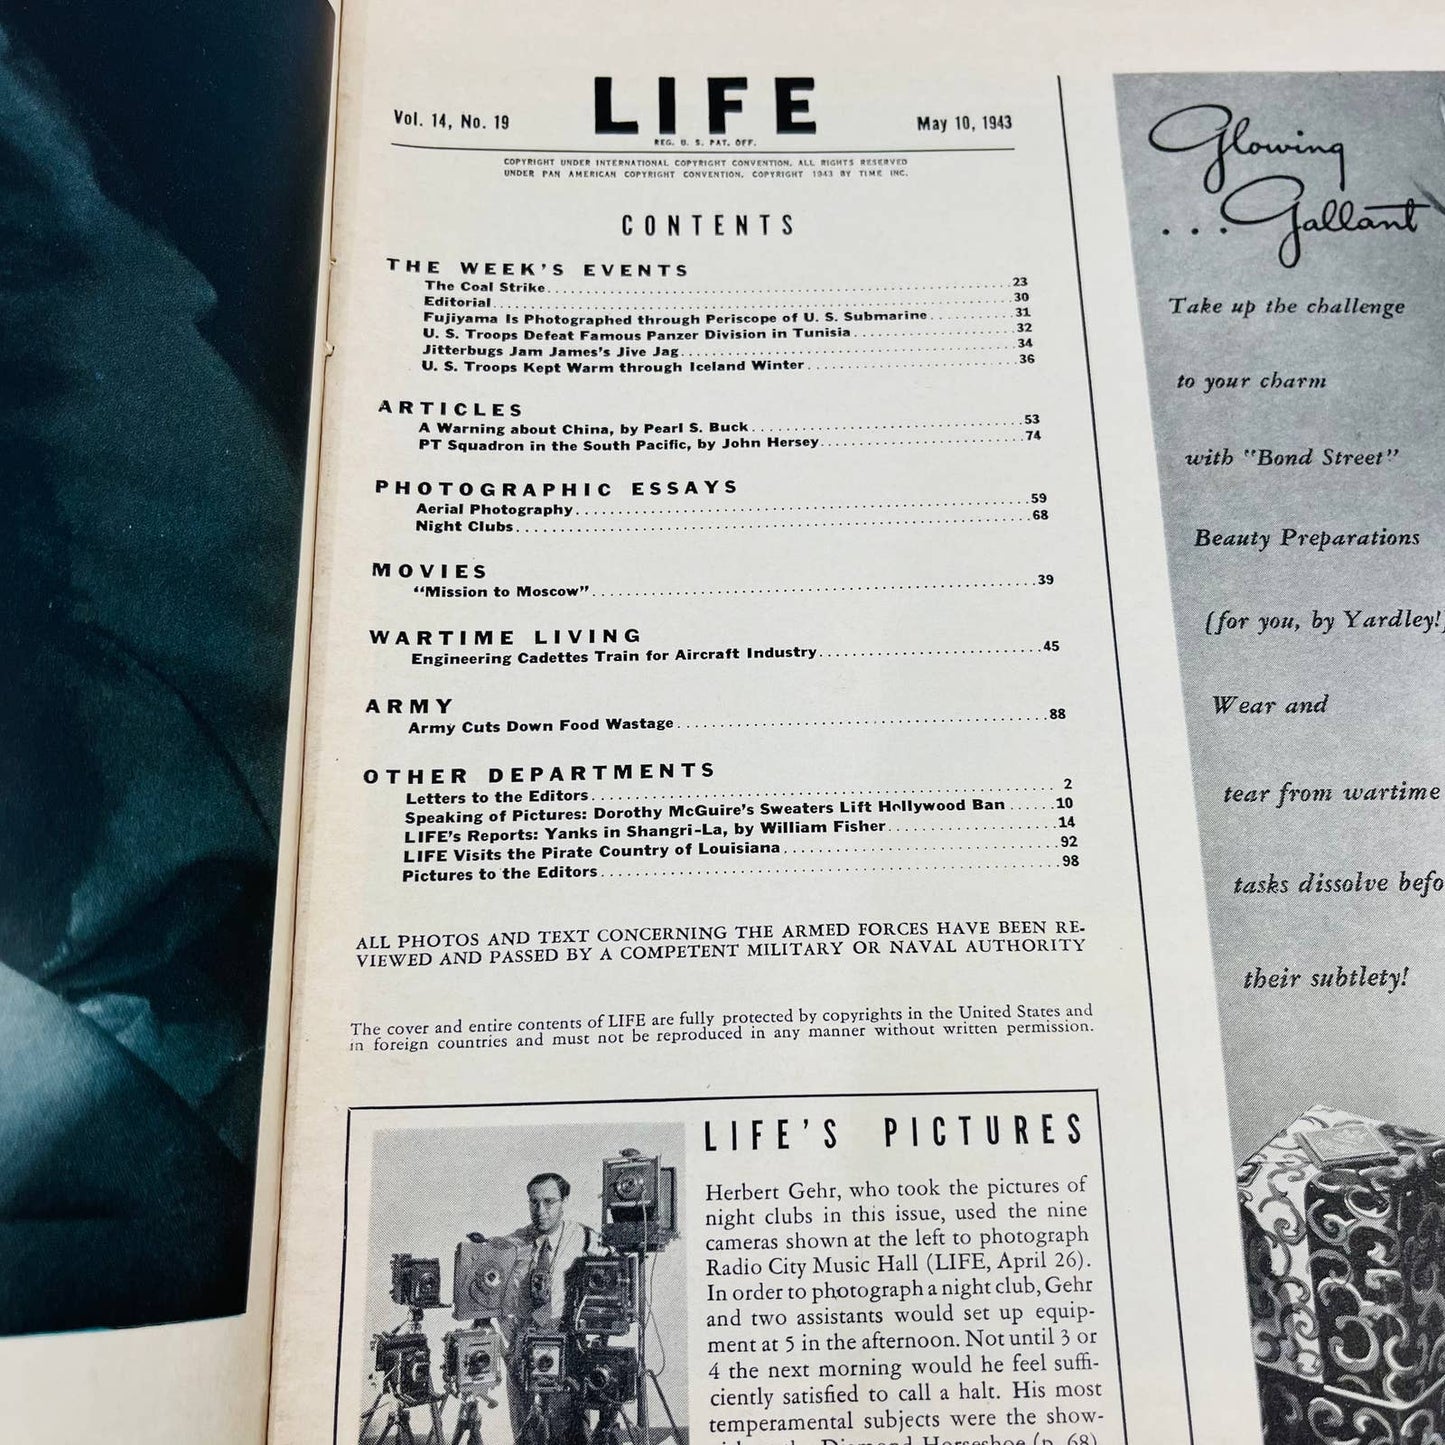 LIFE
Vol. 14, No. 19
May 10, 1943
REG. U. S. PAT. OFF.
COPYRIGHT UNDER INTERNATIONAL COPYRIGHT CONVENTION. ALL RIGHTS RESERVED
UNDER PAN AMERICAN COPYRIGHT CONVENTION. COPYRIGHT 1943 BY TIME INC.
CONTENTS
THE WEEK'S EVENTS
The Coal Strike 23
Editorial 30
Fujiyama Is Photographed through Periscope of U. S. Submarine 31
U. S. Troops Defeat Famous Panzer Division in Tunisia 32
Jitterbugs Jam James's Jive Jag 34
U. S. Troops Kept Warm through Iceland Winter 36
ARTICLES
A Warning about China, by Pearl S. Buck 53
PT Squadron in the South Pacific, by John Hersey 74
PHOTOGRAPHIC ESSAYS
Aerial Photography 59
Night Clubs 68
MOVIES
"Mission to Moscow" 39
WARTIME LIVING
Engineering Cadettes Train for Aircraft Industry 45
ARMY
Army Cuts Down Food Wastage 88
OTHER DEPARTMENTS
Letters to the Editors 2
Speaking of Pictures: Dorothy McGuire's Sweaters Lift Hollywood Ban 10
LIFE's Reports: Yanks in Shangri-La, by William Fisher 14
LIFE Visits the Pirate Country of Louisiana 92
Pictures to the Editors 98
ALL PHOTOS AND TEXT CONCERNING THE ARMED FORCES HAVE BEEN RE-
VIEWED AND PASSED BY A COMPETENT MILITARY OR NAVAL AUTHORITY
The cover and entire contents of LIFE are fully protected by copyrights in the United States and
in foreign countries and must not be reproduced in any manner without written permission.
LIFE'S PICTURES
Herbert Gehr, who took the pictures of
night clubs in this issue, used the nine
cameras shown at the left to photograph
Radio City Music Hall (LIFE, April 26).
In order to photograph a night club, Gehr
and two assistants would set up equip-
ment at 5 in the afternoon. Not until 3 or
4 the next morning would he feel suffi-
ciently satisfied to call a halt. His most
temperamental subjects were the show-
Diamond Horseshoe (p. 68)
Glowing
...Gallant
Take up the challenge
to your charm
with "Bond Street"
Beauty Preparations
(for you, by Yardley!)
Wear and
tear from wartime
tasks dissolve befo
their subtlety!